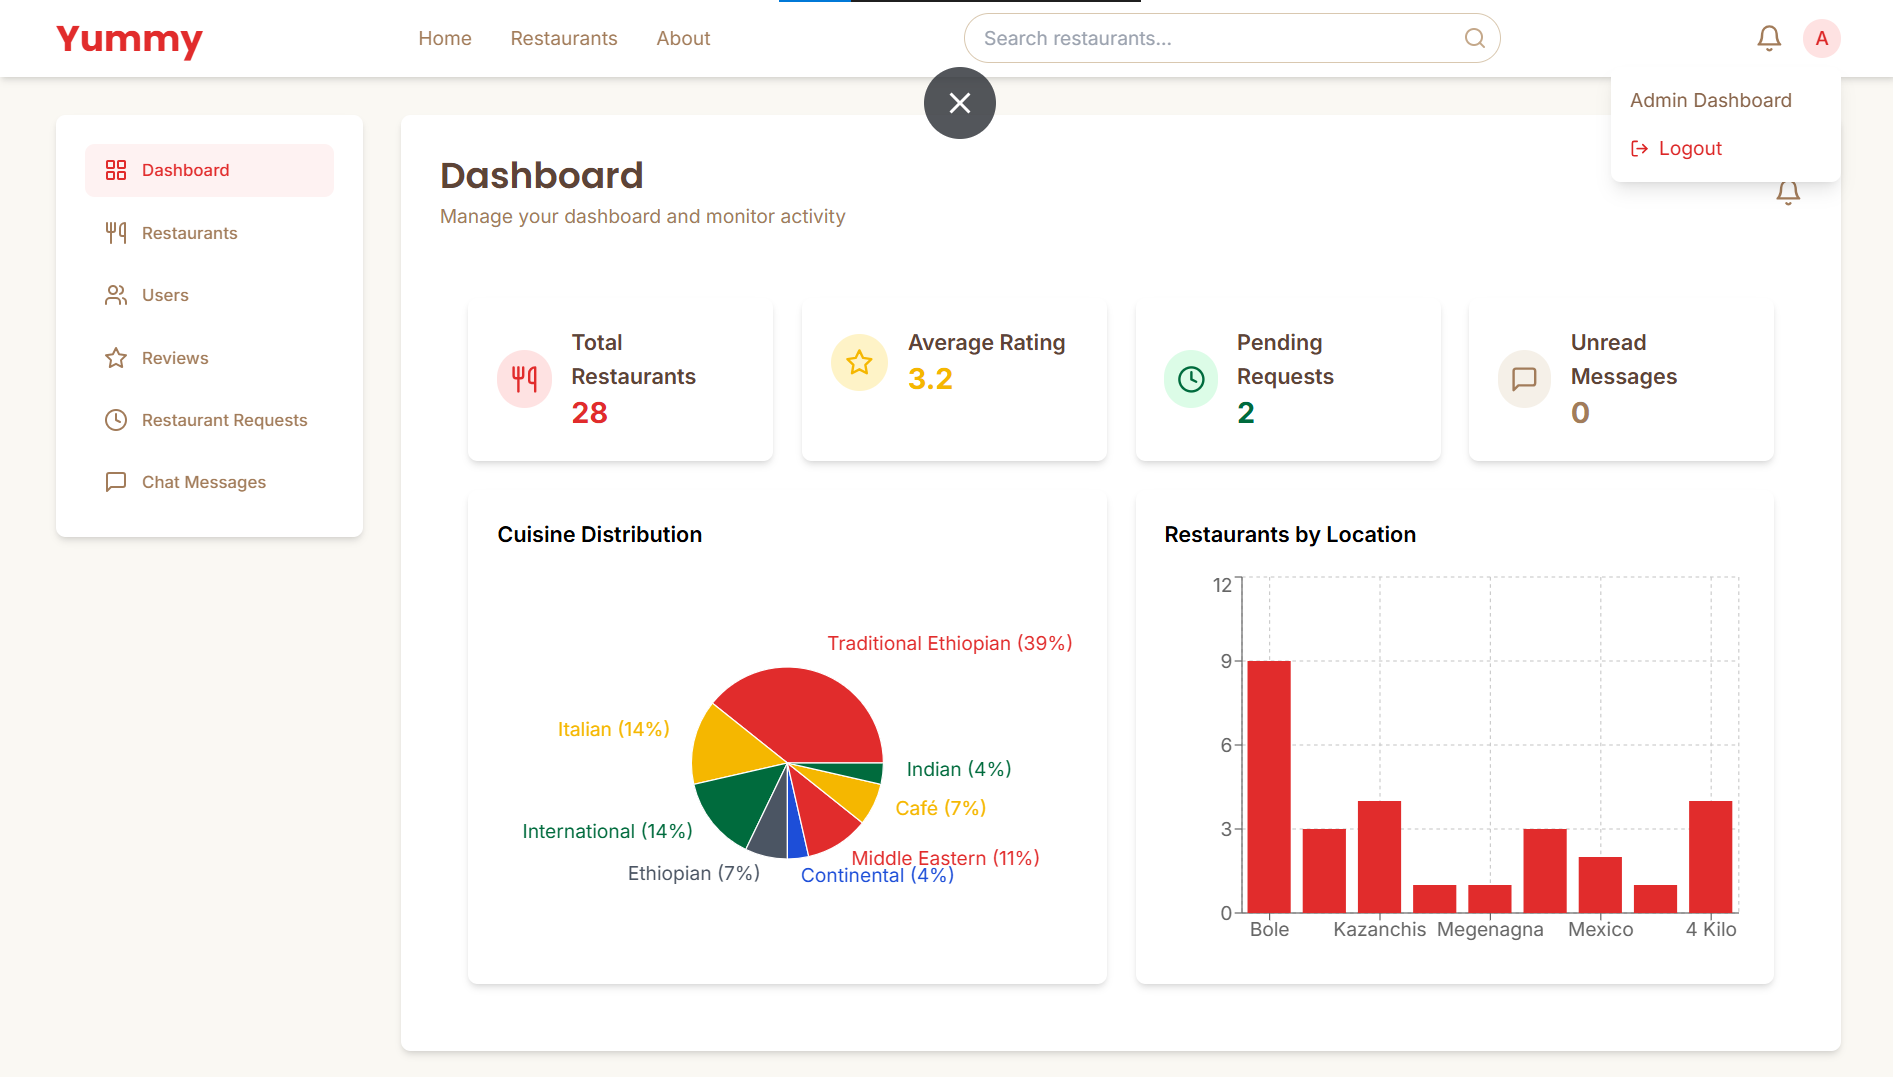 Yummy
Home
Restaurants
About
Search restaurants...
A
Admin Dashboard
Logout
Dashboard
Restaurants
Users
Reviews
Restaurant Requests
Chat Messages
Dashboard
Manage your dashboard and monitor activity
Total
Restaurants
28
Average Rating
3.2
Pending
Requests
2
Unread
Messages
0
Cuisine Distribution
Traditional Ethiopian (39%)
Italian (14%)
Indian (4%)
Café (7%)
International (14%)
Middle Eastern (11%)
Ethiopian (7%)
Continental (4%)
Restaurants by Location
12
9
6
3
0
Bole
Kazanchis
Megenagna
Mexico
4 Kilo